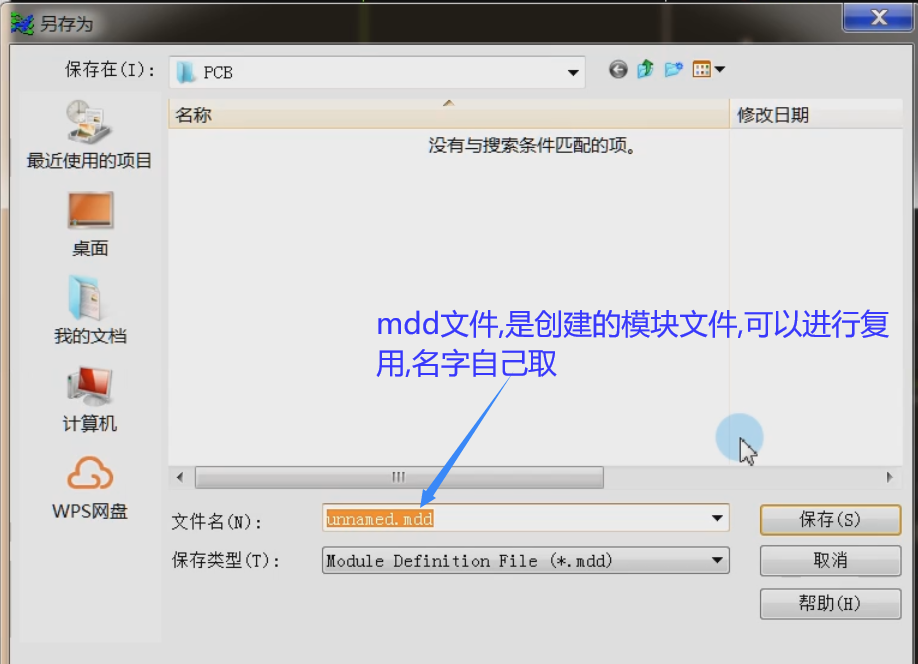 另存为
保存在(I):
PCB
名称
修改日期
没有与搜索条件匹配的项。
最近使用的项目
桌面
我的文档
计算机
WPS网盘
mdd文件,是创建的模块文件,可以进行复
用,名字自己取
文件名(N):
unnamed.mdd
保存(S)
保存类型(T):
Module Definition File (*.mdd)
取消
帮助(H)